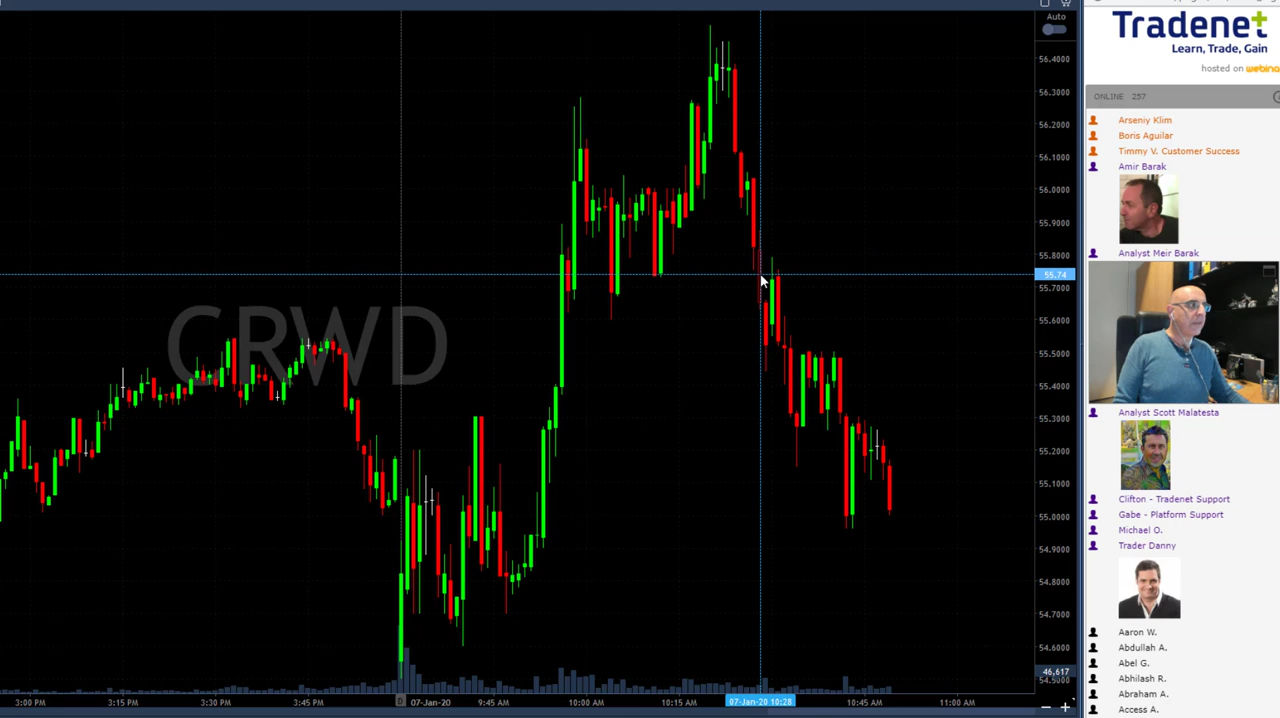 CRWD
Auto
56.4000
56.3000
56.2000
56.1000
56.0000
55.9000
55.8000
55.74
55.7000
55.6000
55.5000
55.4000
55.3000
55.2000
55.1000
55.0000
54.9000
54.8000
54.7000
54.6000
46,617
54.5000
3:00 PM
3:15 PM
3:30 PM
3:45 PM
D
07-Jan-20
9:45 AM
10:00 AM
10:15 AM
07-Jan-20 10:28
10:45 AM
11:00 AM
Tradenet
Learn, Trade, Gain
hosted on webina
ONLINE 257
Arseniy Klim
Boris Aguilar
Timmy V. Customer Success
Amir Barak
Analyst Meir Barak
Analyst Scott Malatesta
Clifton - Tradenet Support
Gabe - Platform Support
Michael O.
Trader Danny
Aaron W.
Abdullah A.
Abel G.
Abhilash R.
Abraham A.
Access A.